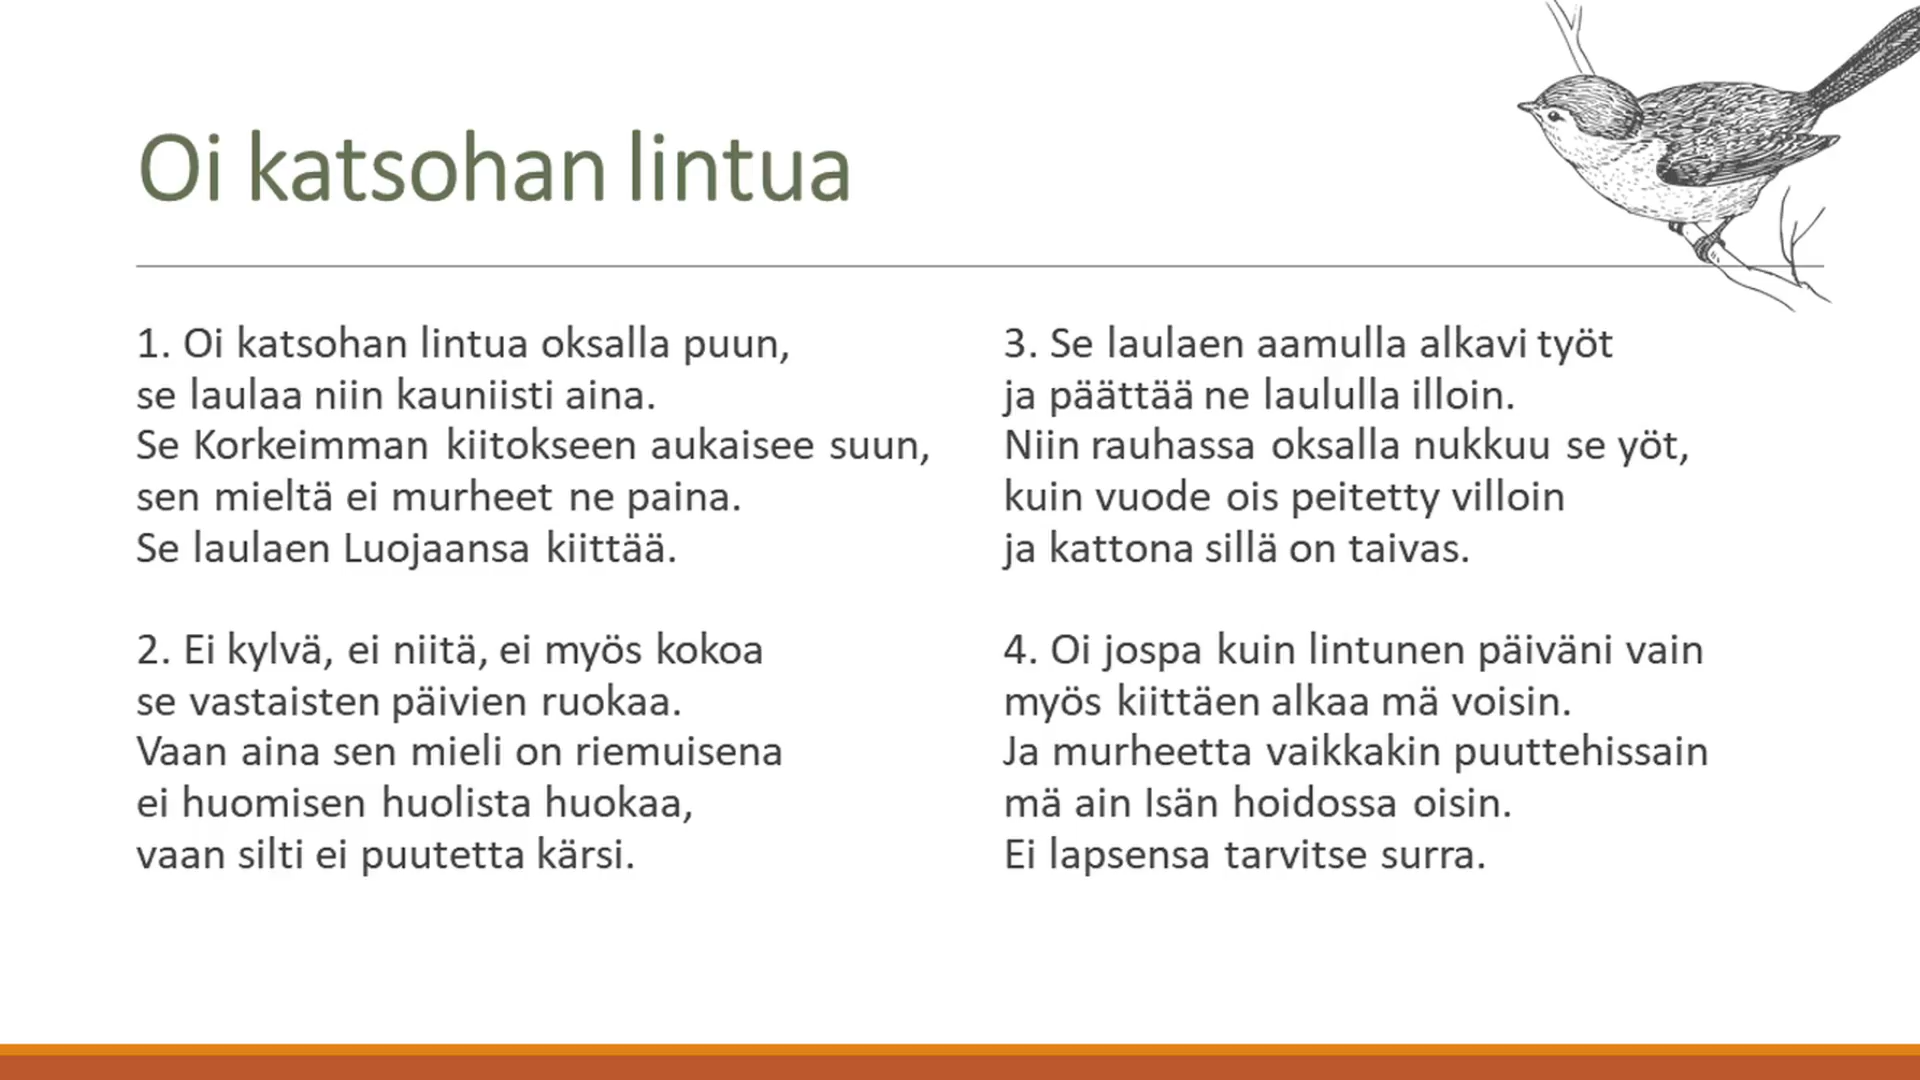 Oi katsohan lintua
1. Oi katsohan lintua oksalla puun,
se laulaa niin kauniisti aina.
Se Korkeimman kiitokseen aukaisee suun,
sen mieltä ei murheet ne paina.
Se laulaen Luojaansa kiittää.
2. Ei kylvä, ei niitä, ei myös kokoa
se vastaisten päivien ruokaa.
Vaan aina sen mieli on riemuisena
ei huomisen huolista huokaa,
vaan silti ei puutetta kärsi.
3. Se laulaen aamulla alkavi työt
ja päättää ne laululla illoin.
Niin rauhassa oksalla nukkuu se yöt,
kuin vuode ois peitetty villoin
ja kattona sillä on taivas.
4. Oi jospa kuin lintunen päiväni vain
myös kiittäen alkaa mä voisin.
Ja murheetta vaikkakin puuttehissain
mä ain Isän hoidossa oisin.
Ei lapsensa tarvitse surra.